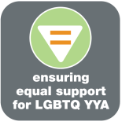 ensuring
equal support
for LGBTQ YYA